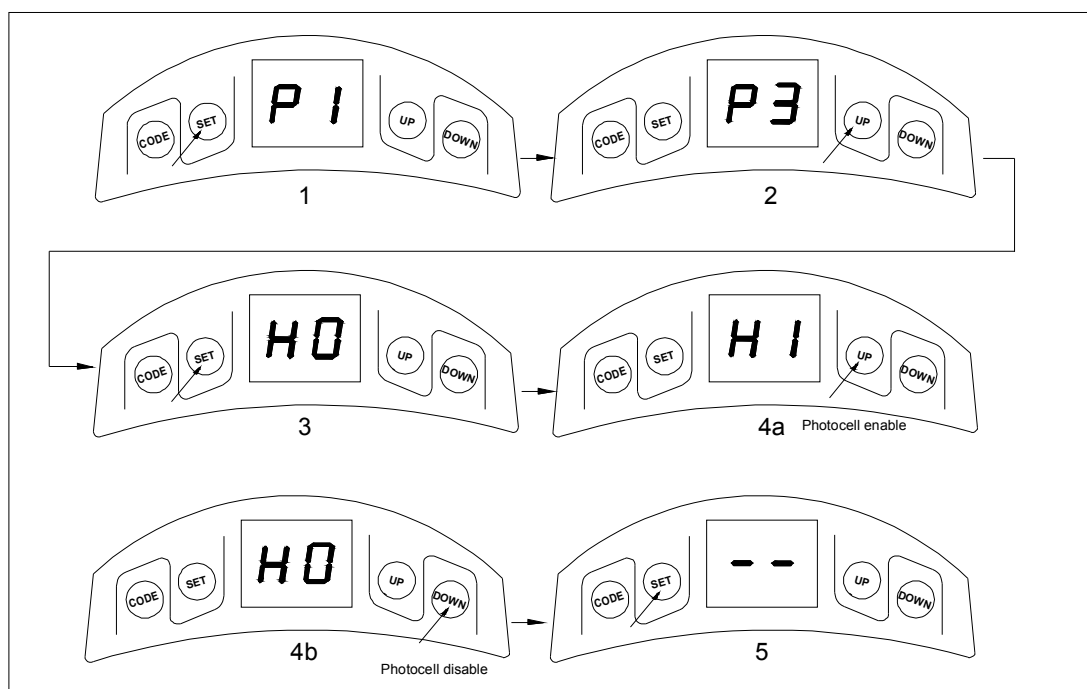 P1
CODE
SET
UP
DOWN
1
P3
CODE
SET
UP
DOWN
2
H0
CODE
SET
UP
DOWN
3
H1
CODE
SET
UP
DOWN
4a
Photocell enable
H0
CODE
SET
UP
DOWN
4b
Photocell disable
--
CODE
SET
UP
DOWN
5